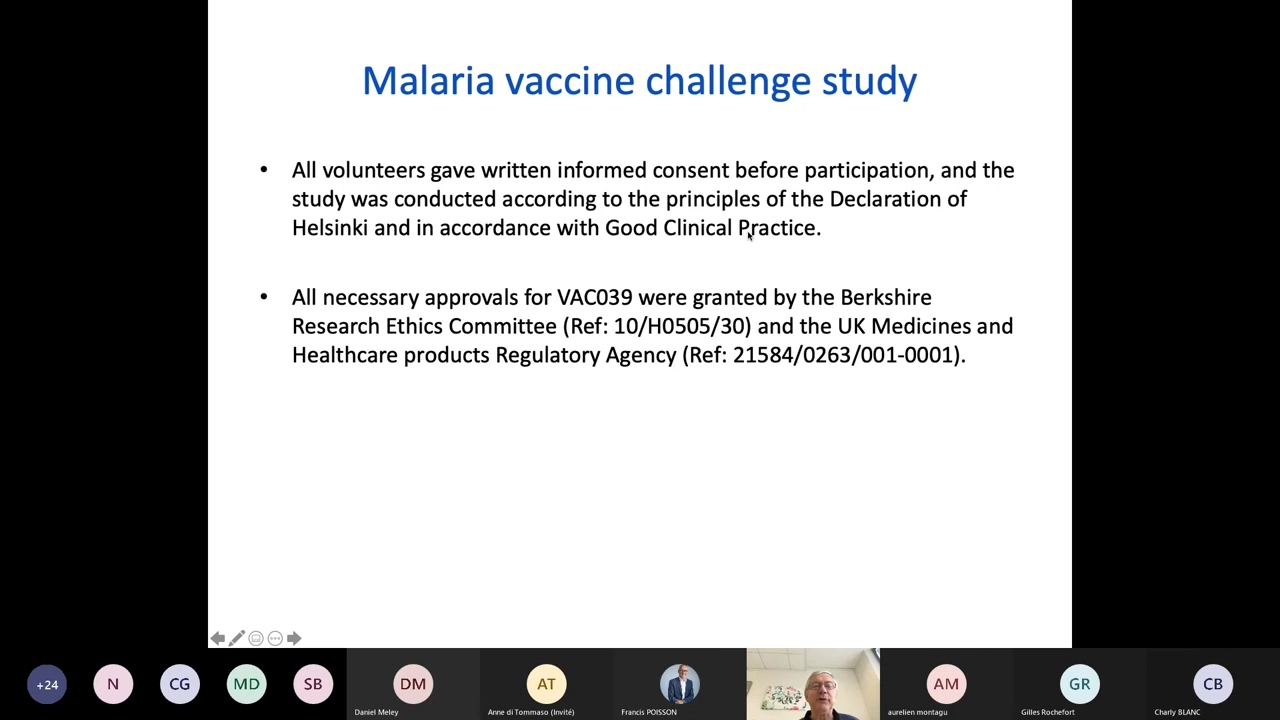 Malaria vaccine challenge study
• All volunteers gave written informed consent before participation, and the
study was conducted according to the principles of the Declaration of
Helsinki and in accordance with Good Clinical Practice.
• All necessary approvals for VAC039 were granted by the Berkshire
Research Ethics Committee (Ref: 10/H0505/30) and the UK Medicines and
Healthcare products Regulatory Agency (Ref: 21584/0263/001-0001).
+24
N
CG
MD
SB
DM
AT
AM
GR
CB
Daniel Meley
Anne di Tommaso (Invité)
Francis POISSON
aurelien montagu
Gilles Rochefort
Charly BLANC